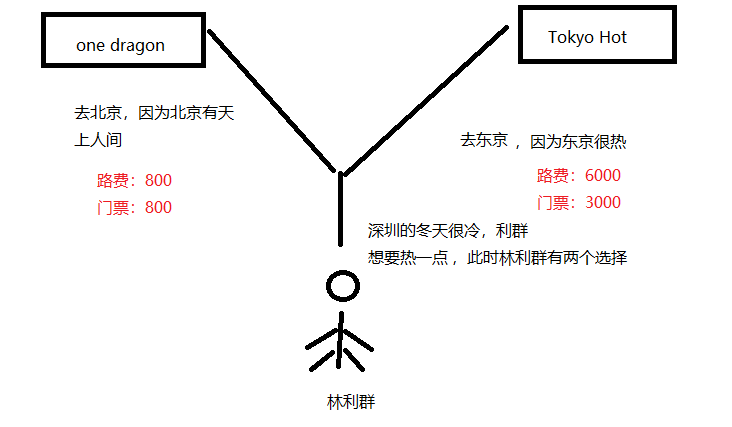 one dragon
Tokyo Hot
去北京，因为北京有天
上人间
路费：800
门票：800
去东京 ，因为东京很热
路费：6000
门票：3000
深圳的冬天很冷，利群
想要热一点 ，此时林利群有两个选择
林利群